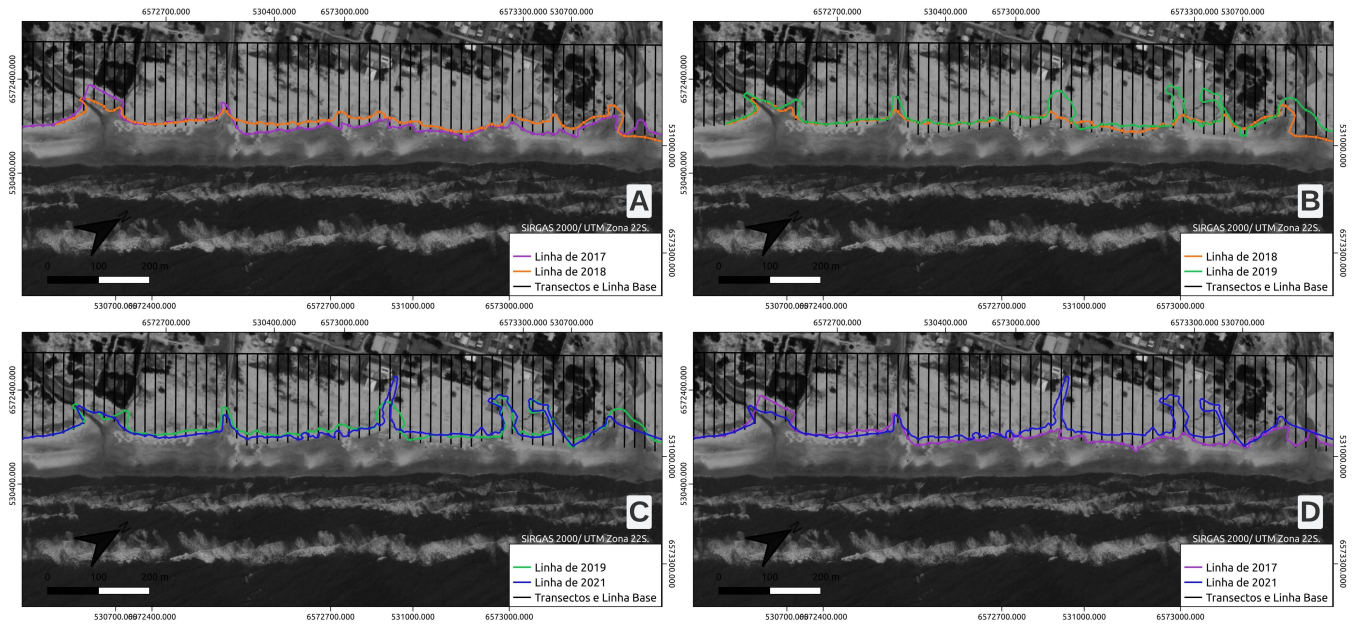 6572700.000 530400.000 6573000.000 6573300.000 530700.000
6572400.000
530400.000
531000.000
6573300.000
A
SIRGAS 2000/ UTM Zona 22S.
Linha de 2017
Linha de 2018
Transectos e Linha Base
0 100 200 m
6572400.000 6572700.000 531000.000 6573000.000
6572700.000 530400.000 6573000.000 6573300.000 530700.000
6572400.000
530400.000
531000.000
6573300.000
B
SIRGAS 2000/ UTM Zona 22S.
Linha de 2018
Linha de 2019
Transectos e Linha Base
0 100 200 m
6572400.000 6572700.000 531000.000 6573000.000
6572700.000 530400.000 6573000.000 6573300.000 530700.000
6572400.000
530400.000
531000.000
6573300.000
C
SIRGAS 2000/ UTM Zona 22S.
Linha de 2019
Linha de 2021
Transectos e Linha Base
0 100 200 m
6572400.000 6572700.000 531000.000 6573000.000
6572700.000 530400.000 6573000.000 6573300.000 530700.000
6572400.000
530400.000
531000.000
6573300.000
D
SIRGAS 2000/ UTM Zona 22S.
Linha de 2017
Linha de 2021
Transectos e Linha Base
0 100 200 m
6572400.000 6572700.000 531000.000 6573000.000